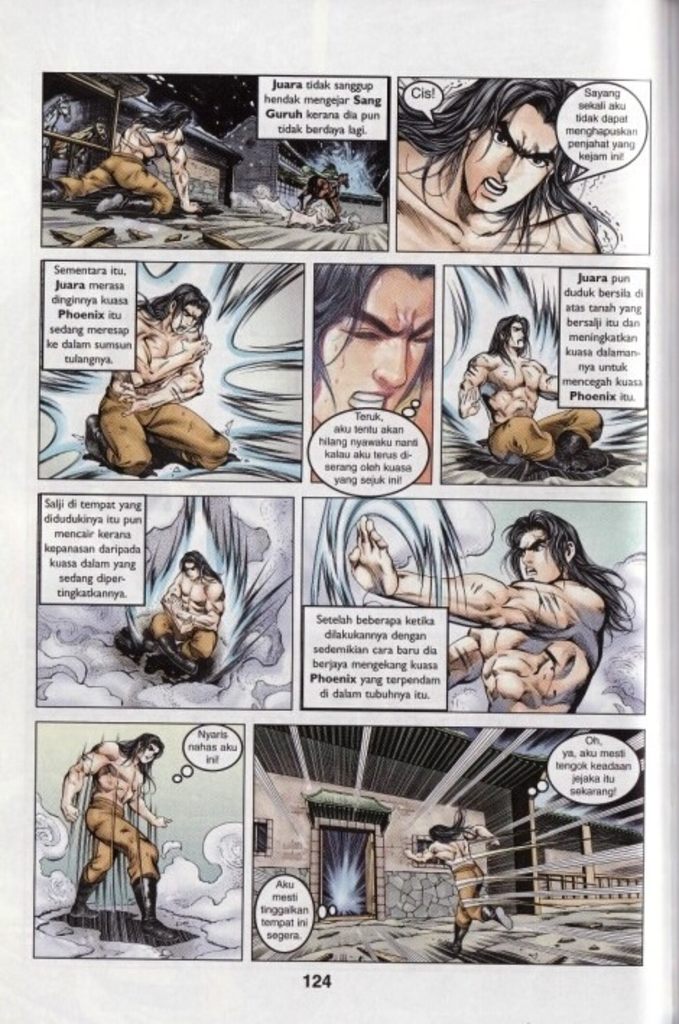 Juara tidak sanggup
hendak mengejar Sang
Guruh kerana dia pun
tidak berdaya lagi.
Cis!
Sayang
sekali aku
tidak dapat
menghapuskan
penjahat yang
kejam ini!
Sementara itu,
Juara merasa
dinginnya kuasa
Phoenix itu
sedang meresap
ke dalam sumsun
tulangnya.
Teruk,
aku tentu akan
hilang nyawaku nanti
kalau aku terus di-
serang oleh kuasa
yang sejuk ini!
Juara pun
duduk bersila di
atas tanah yang
bersalji itu dan
meningkatkan
kuasa dalaman-
nya untuk
mencegah kuasa
Phoenix itu.
Salji di tempat yang
didudukinya itu pun
mencair kerana
kepanasan daripada
kuasa dalam yang
sedang diper-
tingkatkannya.
Setelah beberapa ketika
dilakukannya dengan
sedemikian cara baru dia
berjaya mengekang kuasa
Phoenix yang terpendam
di dalam tubuhnya itu.
Nyaris
nahas aku
ini!
Oh,
ya, aku mesti
tengok keadaan
jejaka itu
sekarang!
Aku
mesti
tinggalkan
tempat ini
segera.
124